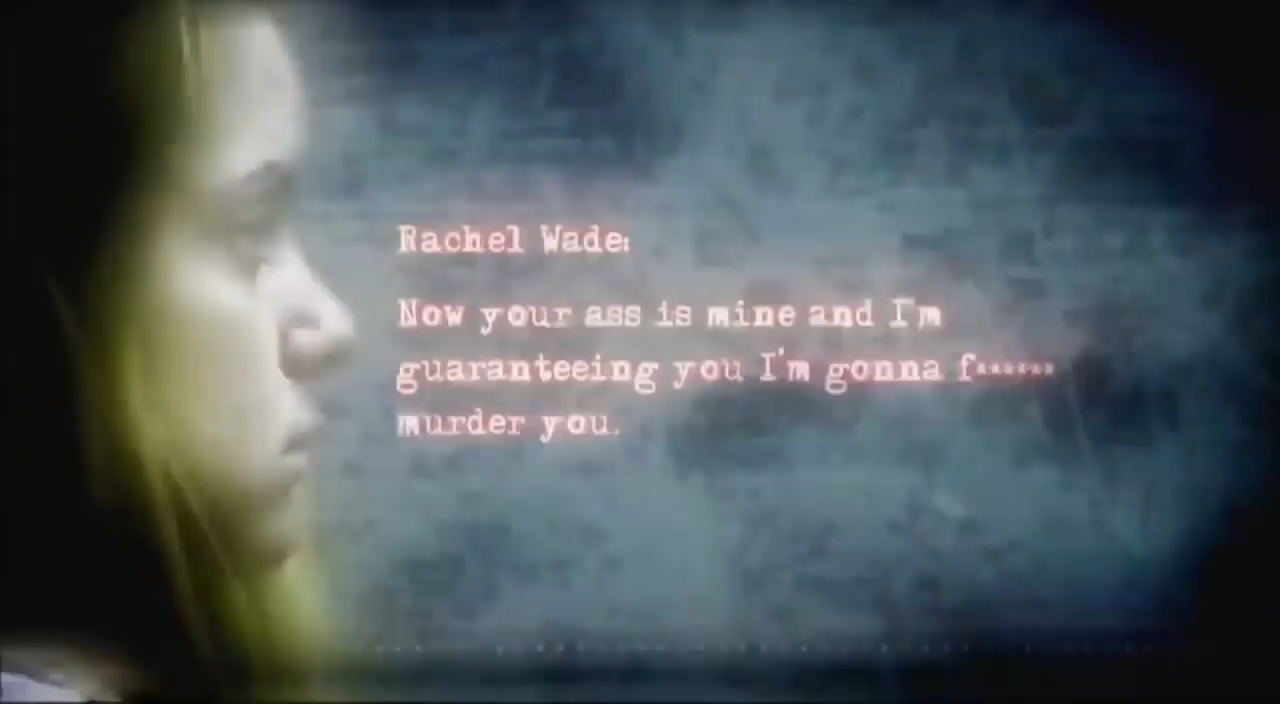 Rachel Wade:
Now your ass is mine and I'm
guaranteeing you I'm gonna f******
murder you.